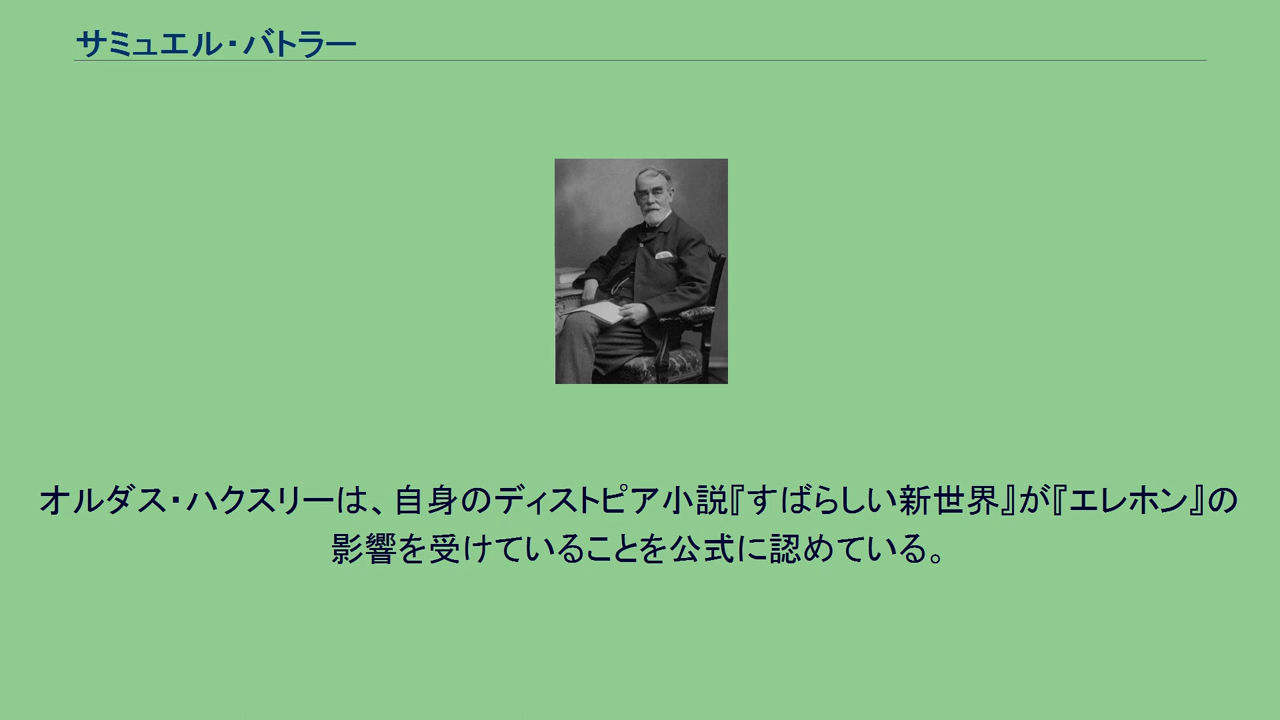 サミュエル・バトラー
オルダス・ハクスリーは、自身のディストピア小説『すばらしい新世界』が『エレホン』の
影響を受けていることを公式に認めている。